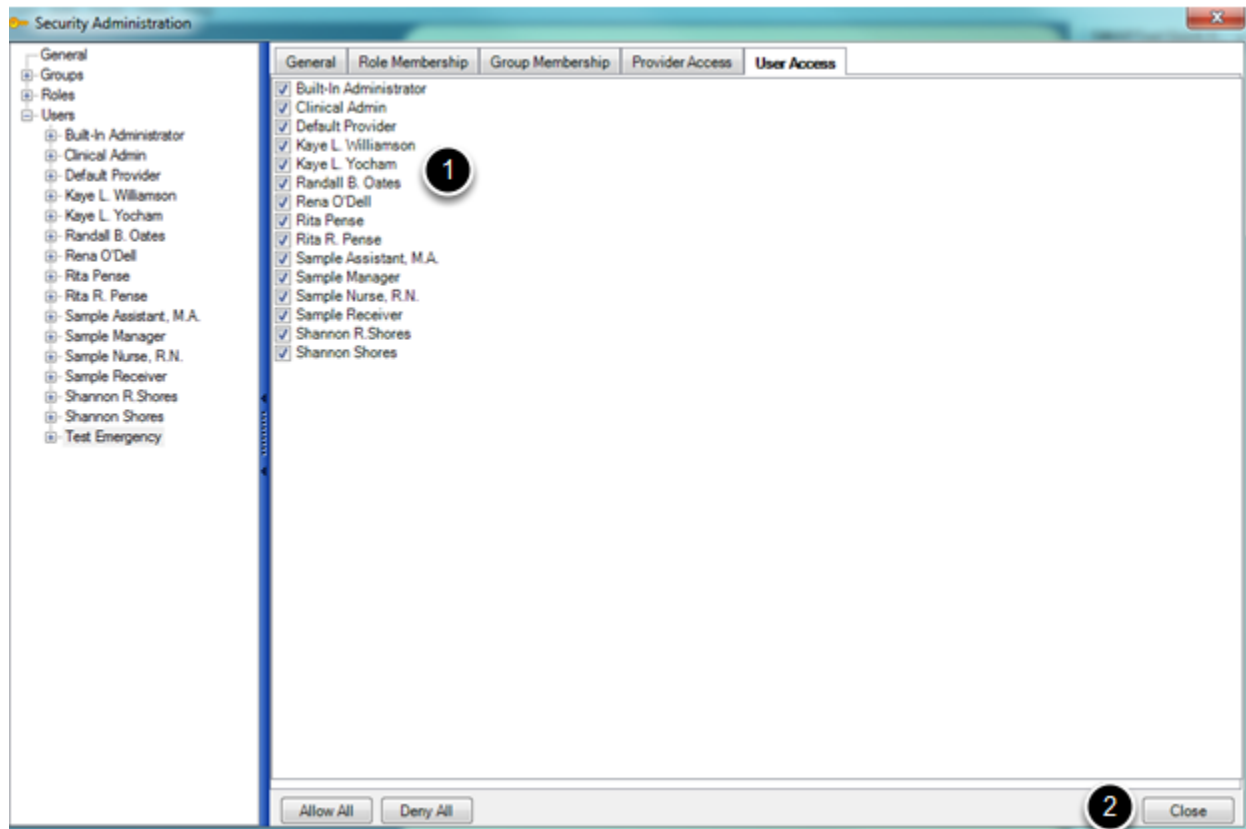 Security Administration
General
Groups
Roles
Users
Built-In Administrator
Clinical Admin
Default Provider
Kaye L. Williamson
Kaye L. Yocham
Randall B. Oates
Rena O'Dell
Rita Pense
Rita R. Pense
Sample Assistant, M.A.
Sample Manager
Sample Nurse, R.N.
Sample Receiver
Shannon R.Shores
Shannon Shores
Test Emergency
General Role Membership Group Membership Provider Access User Access
Built-In Administrator
Clinical Admin
Default Provider
Kaye L. Williamson
Kaye L. Yocham
Randall B. Oates
Rena O'Dell
Rita Pense
Rita R. Pense
Sample Assistant, M.A.
Sample Manager
Sample Nurse, R.N.
Sample Receiver
Shannon R.Shores
Shannon Shores
1
Allow All Deny All 2 Close